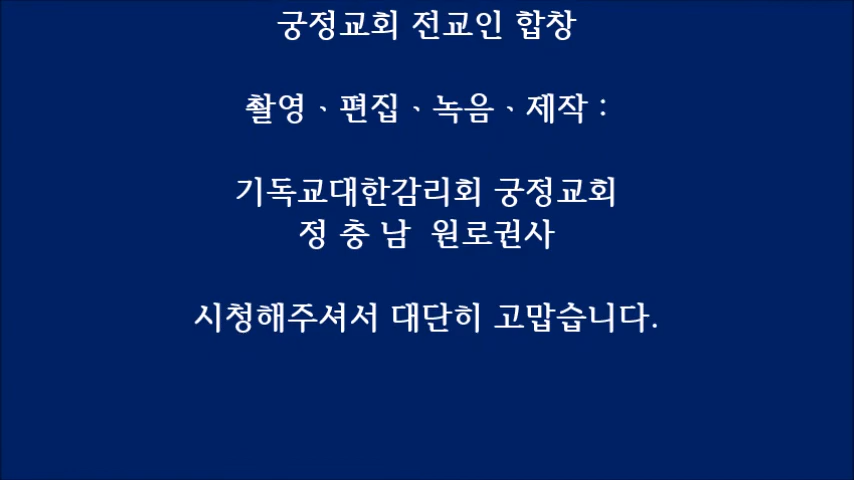 궁정교회 전교인 합창
촬영、편집、녹음、제작 :
기독교대한감리회 궁정교회
정 충 남 원로권사
시청해주셔서 대단히 고맙습니다.